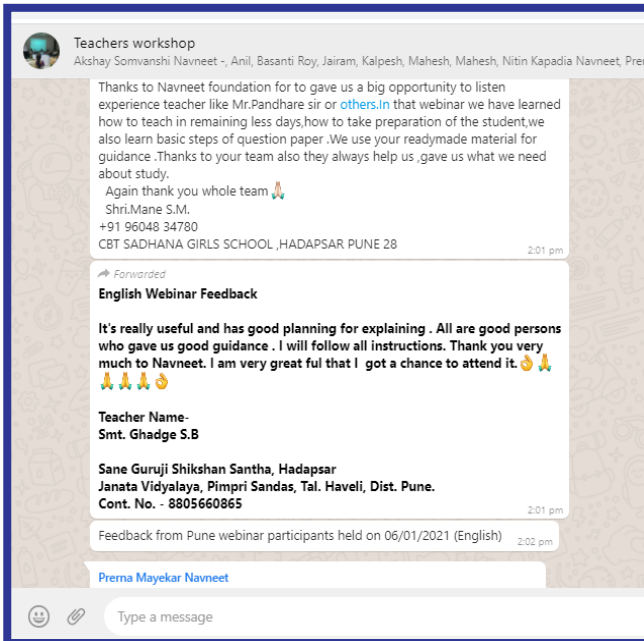 Teachers workshop
Akshay Somvanshi Navneet -, Anil, Basanti Roy, Jairam, Kalpesh, Mahesh, Mahesh, Nitin Kapadia Navneet, Prer
Thanks to Navneet foundation for to gave us a big opportunity to listen
experience teacher like Mr.Pandhare sir or others.In that webinar we have learned
how to teach in remaining less days,how to take preparation of the student,we
also learn basic steps of question paper .We use your readymade material for
guidance .Thanks to your team also they always help us ,gave us what we need
about study.
Again thank you whole team 🙏
Shri.Mane S.M.
+91 96048 34780
CBT SADHANA GIRLS SCHOOL ,HADAPSAR PUNE 28
2:01 pm
Forwarded
English Webinar Feedback
It's really useful and has good planning for explaining . All are good persons
who gave us good guidance . I will follow all instructions. Thank you very
much to Navneet. I am very great ful that I  got a chance to attend it.👌🙏
🙏🙏🙏👌
Teacher Name-
Smt. Ghadge S.B
Sane Guruji Shikshan Santha, Hadapsar
Janata Vidyalaya, Pimpri Sandas, Tal. Haveli, Dist. Pune.
Cont. No. - 8805660865
2:01 pm
Feedback from Pune webinar participants held on 06/01/2021 (English)
2:02 pm
Prerna Mayekar Navneet
Type a message